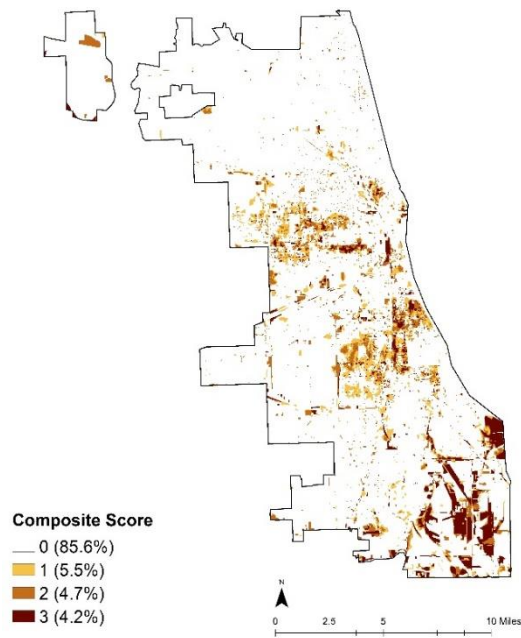 Composite Score
0 (85.6%)
1 (5.5%)
2 (4.7%)
3 (4.2%)
N
0 2.5 5 10 Miles